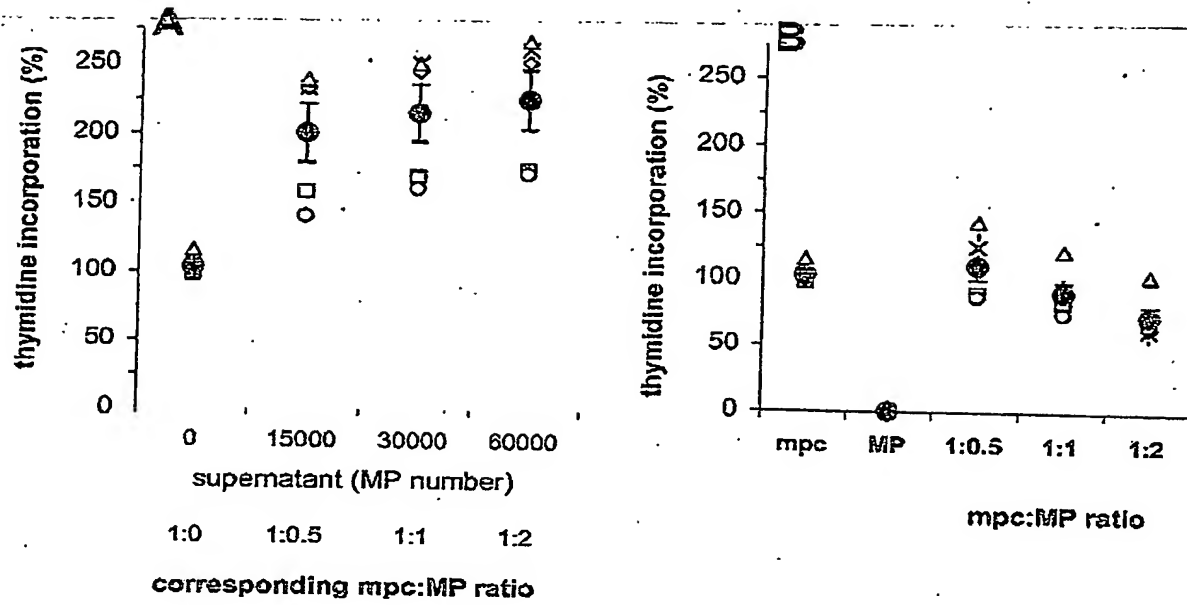 A
thymidine incorporation (%)
250
200
150
100
50
0
0 15000 30000 60000
supernatant (MP number)
1:0 1:0.5 1:1 1:2
corresponding mpc:MP ratio
B
thymidine incorporation (%)
250
200
150
100
50
0
mpc MP 1:0.5 1:1 1:2
mpc:MP ratio